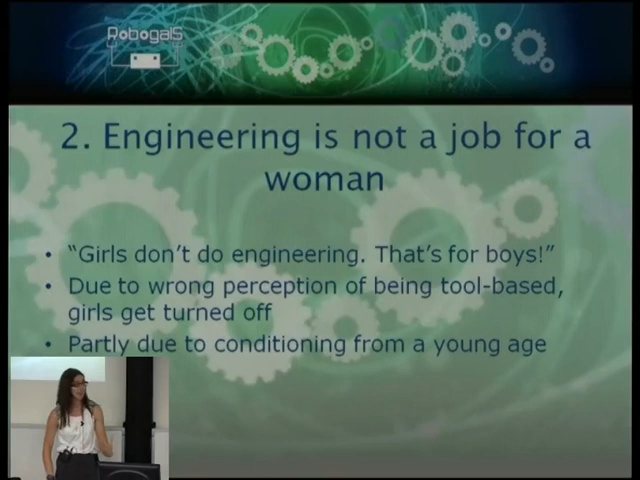 RobogalS
2. Engineering is not a job for a
woman
• “Girls don’t do engineering. That’s for boys!”
• Due to wrong perception of being tool-based,
girls get turned off
• Partly due to conditioning from a young age